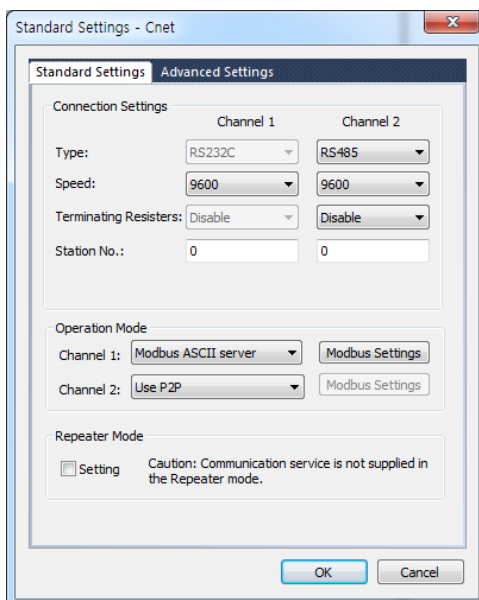 Standard Settings - Cnet
Standard Settings Advanced Settings
Connection Settings
Channel 1 Channel 2
Type: RS232C RS485
Speed: 9600 9600
Terminating Resisters: Disable Disable
Station No.: 0 0
Operation Mode
Channel 1: Modbus ASCII server Modbus Settings
Channel 2: Use P2P Modbus Settings
Repeater Mode
Setting Caution: Communication service is not supplied in
the Repeater mode.
OK Cancel